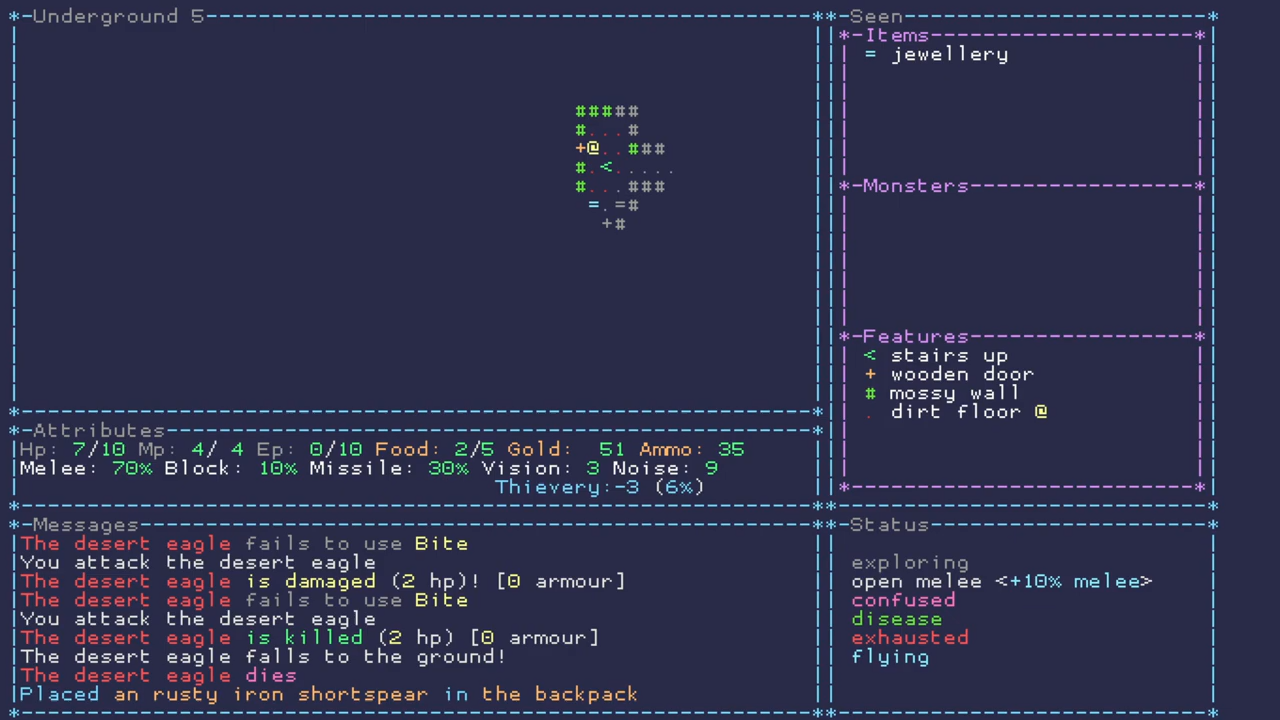 Underground 5
#####
#...#
+@..###
#.<.....
#...###
=.=#
+#
Attributes
Hp: 7/10 Mp: 4/ 4 Ep: 0/10 Food: 2/5 Gold: 51 Ammo: 35
Melee: 70% Block: 10% Missile: 30% Vision: 3 Noise: 9
Thievery:-3 (6%)
Messages
The desert eagle fails to use Bite
You attack the desert eagle
The desert eagle is damaged (2 hp)! [0 armour]
The desert eagle fails to use Bite
You attack the desert eagle
The desert eagle is killed (2 hp) [0 armour]
The desert eagle falls to the ground!
The desert eagle dies
Placed an rusty iron shortspear in the backpack
Seen
Items
= jewellery
Monsters
Features
< stairs up
+ wooden door
# mossy wall
. dirt floor @
Status
exploring
open melee <+10% melee>
confused
disease
exhausted
flying